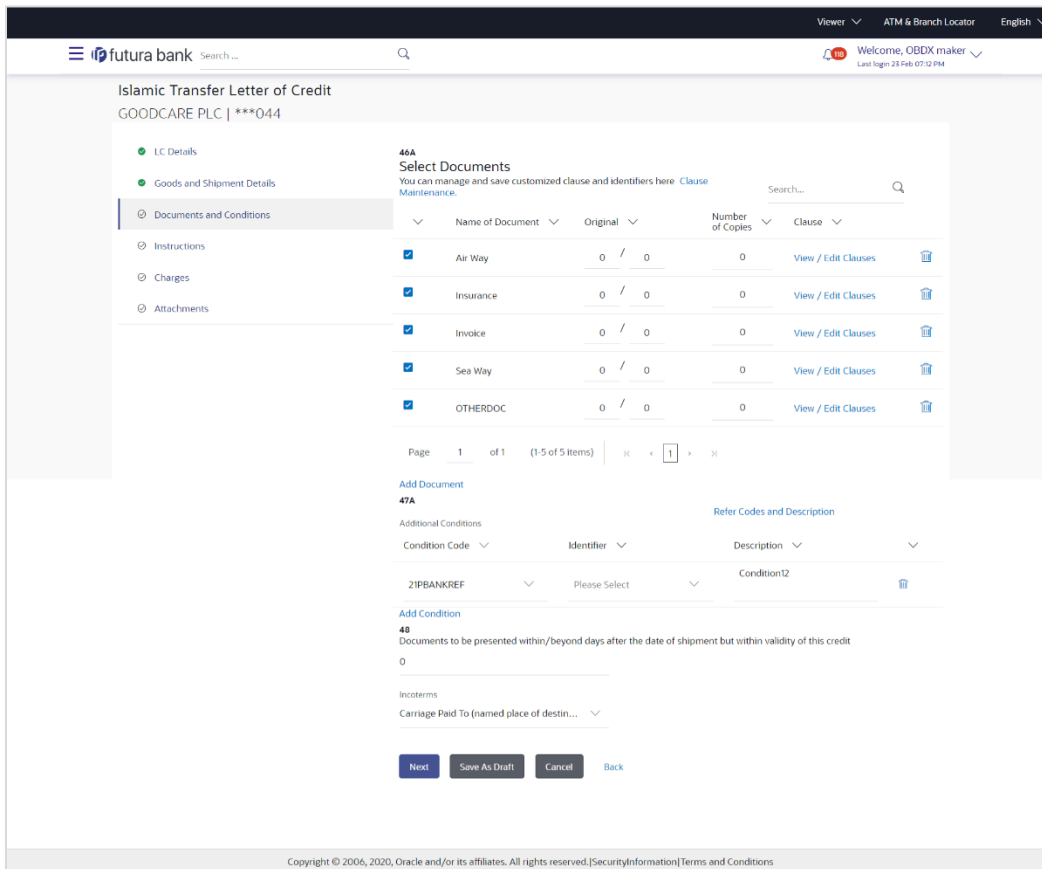 Viewer ATM & Branch Locator English
futura bank Search ... 118 Welcome, OBDX maker
Last login 23 Feb 07:12 PM
Islamic Transfer Letter of Credit
GOODCARE PLC | ***044
LC Details
Goods and Shipment Details
Documents and Conditions
Instructions
Charges
Attachments
46A
Select Documents
You can manage and save customized clause and identifiers here Clause
Maintenance.
Search...
Name of Document Original Number of Copies Clause
Air Way 0 / 0 0 View / Edit Clauses
Insurance 0 / 0 0 View / Edit Clauses
Invoice 0 / 0 0 View / Edit Clauses
Sea Way 0 / 0 0 View / Edit Clauses
OTHERDOC 0 / 0 0 View / Edit Clauses
Page 1 of 1 (1-5 of 5 items) 1
Add Document
47A
Refer Codes and Description
Additional Conditions
Condition Code Identifier Description
21PBANKREF Please Select Condition12
Add Condition
48
Documents to be presented within/beyond days after the date of shipment but within validity of this credit
0
Incoterms
Carriage Paid To (named place of destin...
Next Save As Draft Cancel Back
Copyright © 2006, 2020, Oracle and/or its affiliates. All rights reserved.|SecurityInformation|Terms and Conditions